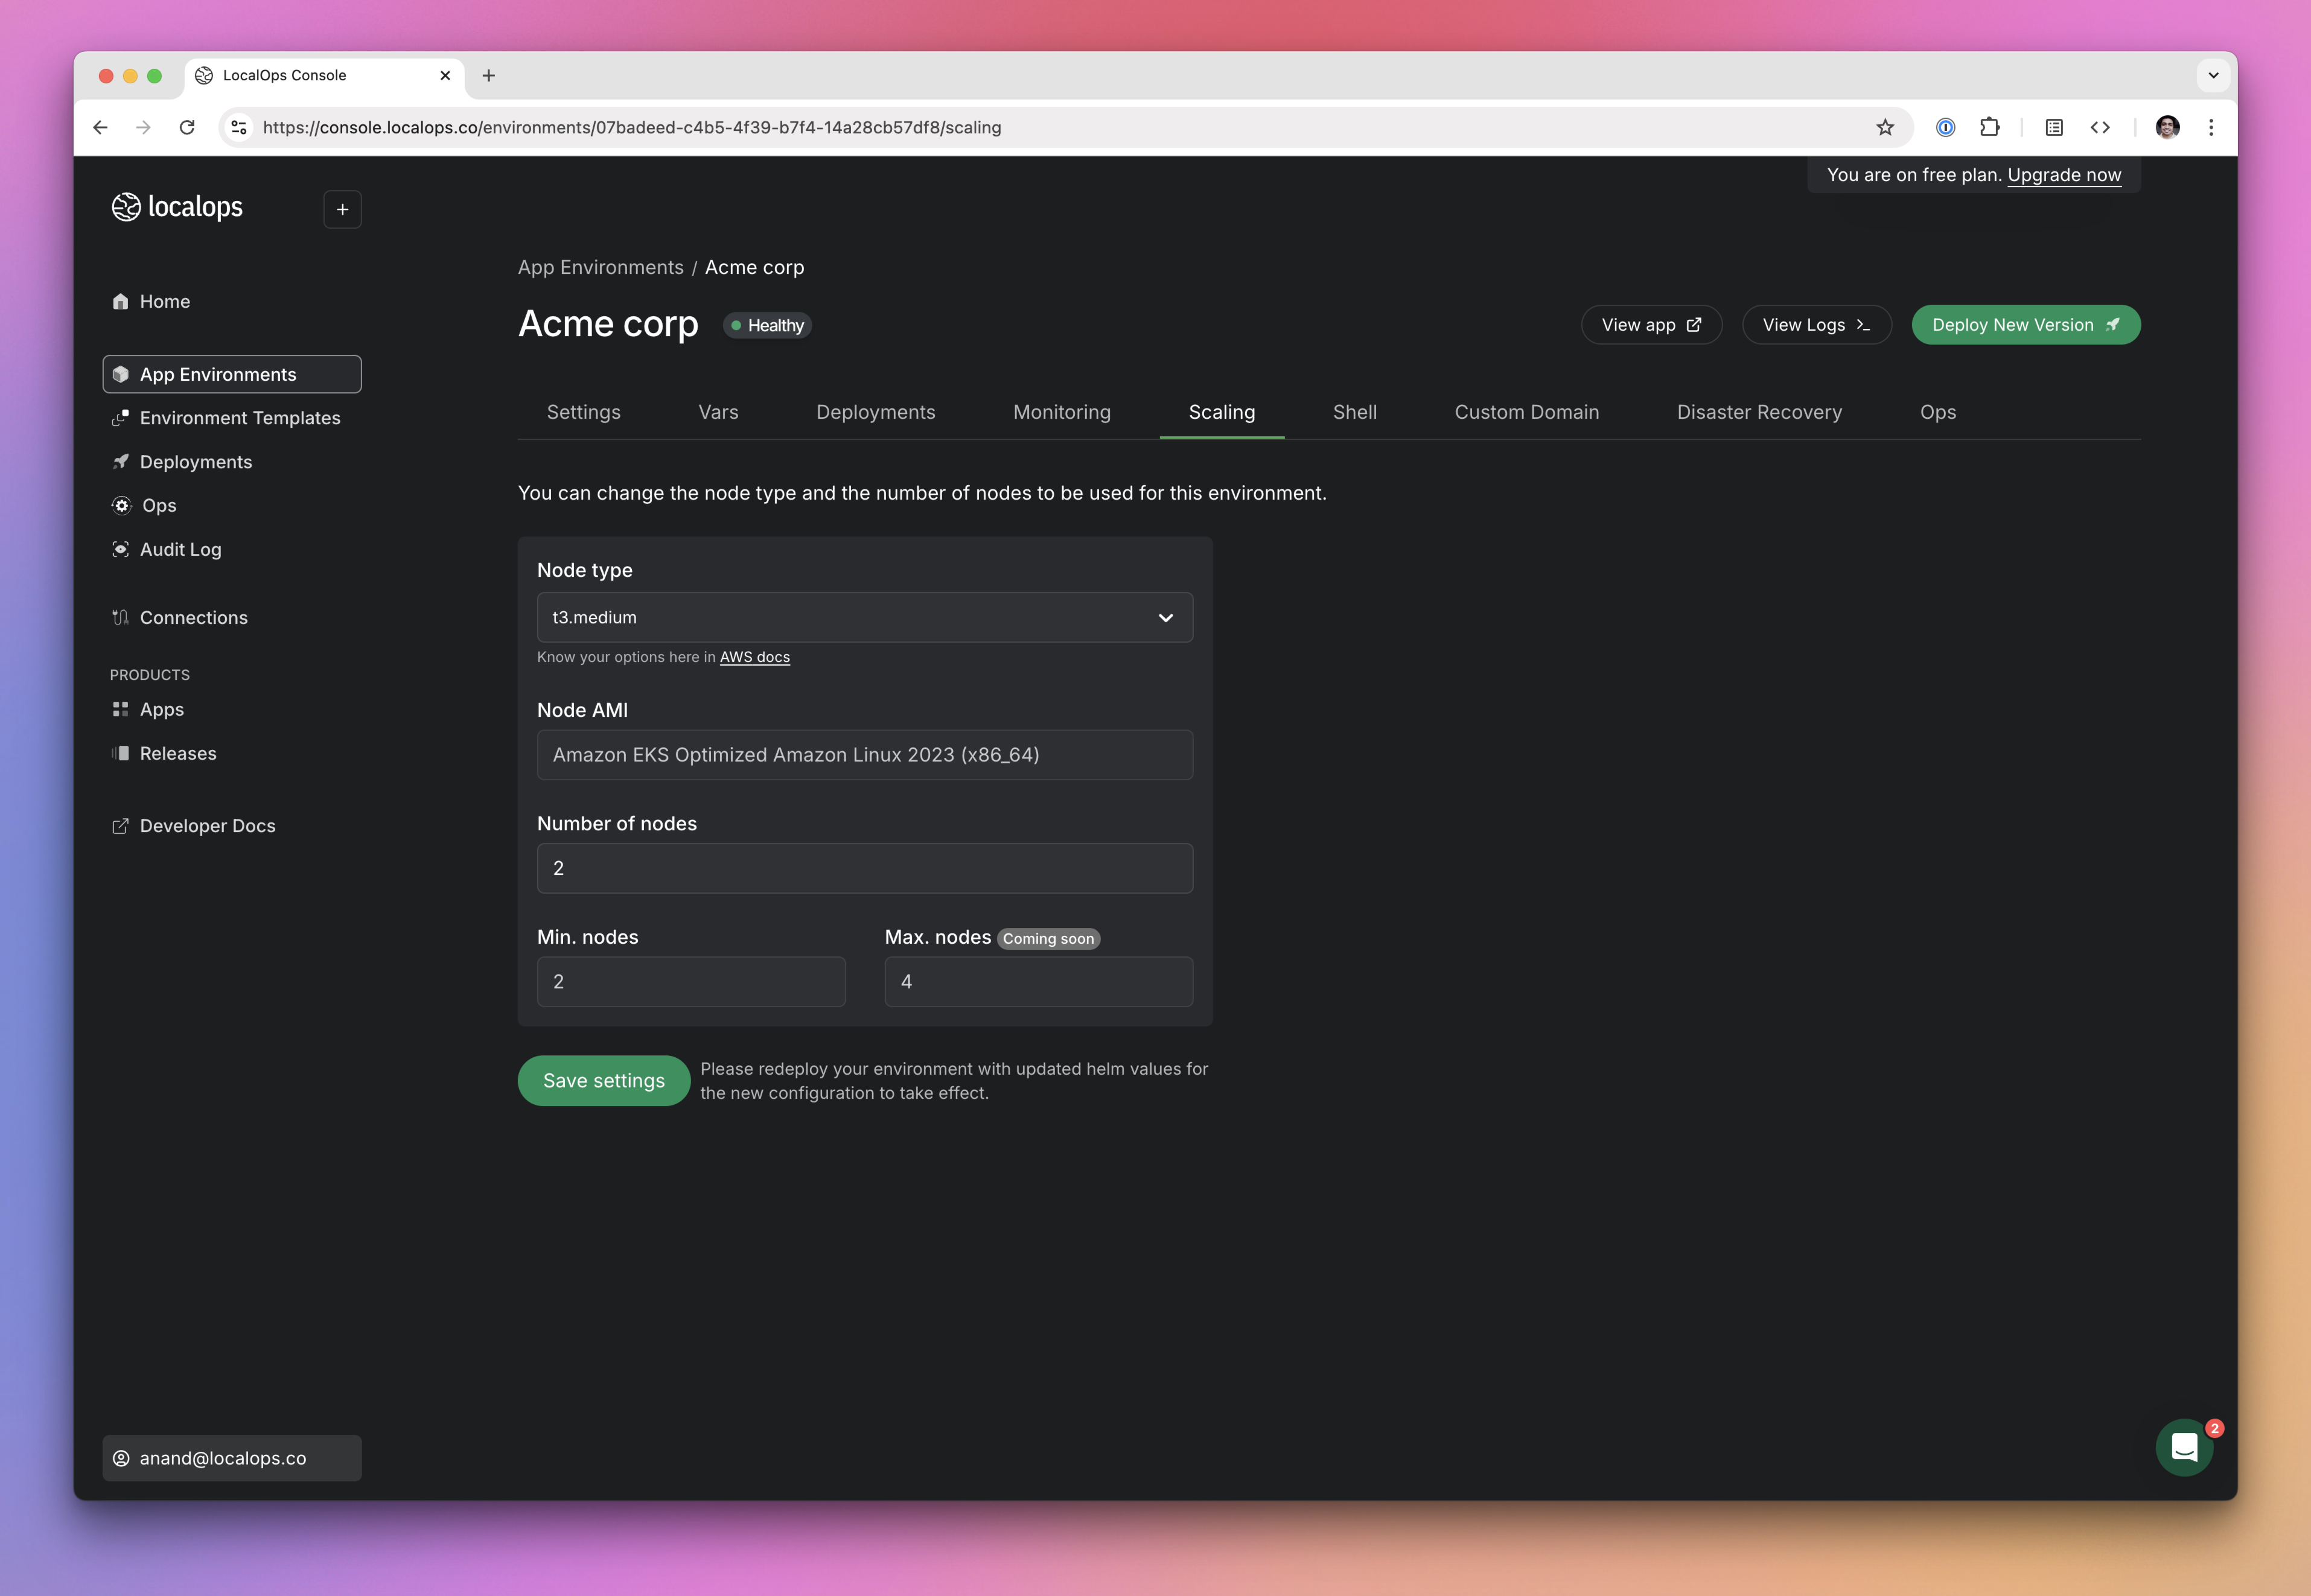 LocalOps Console
https://console.localops.co/environments/07badeed-c4b5-4f39-b7f4-14a28cb57df8/scaling
You are on free plan. Upgrade now
localops
+
Home
App Environments
Environment Templates
Deployments
Ops
Audit Log
Connections
PRODUCTS
Apps
Releases
Developer Docs
anand@localops.co
App Environments / Acme corp
Acme corp
Healthy
View app
View Logs
Deploy New Version
Settings
Vars
Deployments
Monitoring
Scaling
Shell
Custom Domain
Disaster Recovery
Ops
You can change the node type and the number of nodes to be used for this environment.
Node type
t3.medium
Know your options here in AWS docs
Node AMI
Amazon EKS Optimized Amazon Linux 2023 (x86_64)
Number of nodes
2
Min. nodes
2
Max. nodes Coming soon
4
Save settings
Please redeploy your environment with updated helm values for
the new configuration to take effect.
2